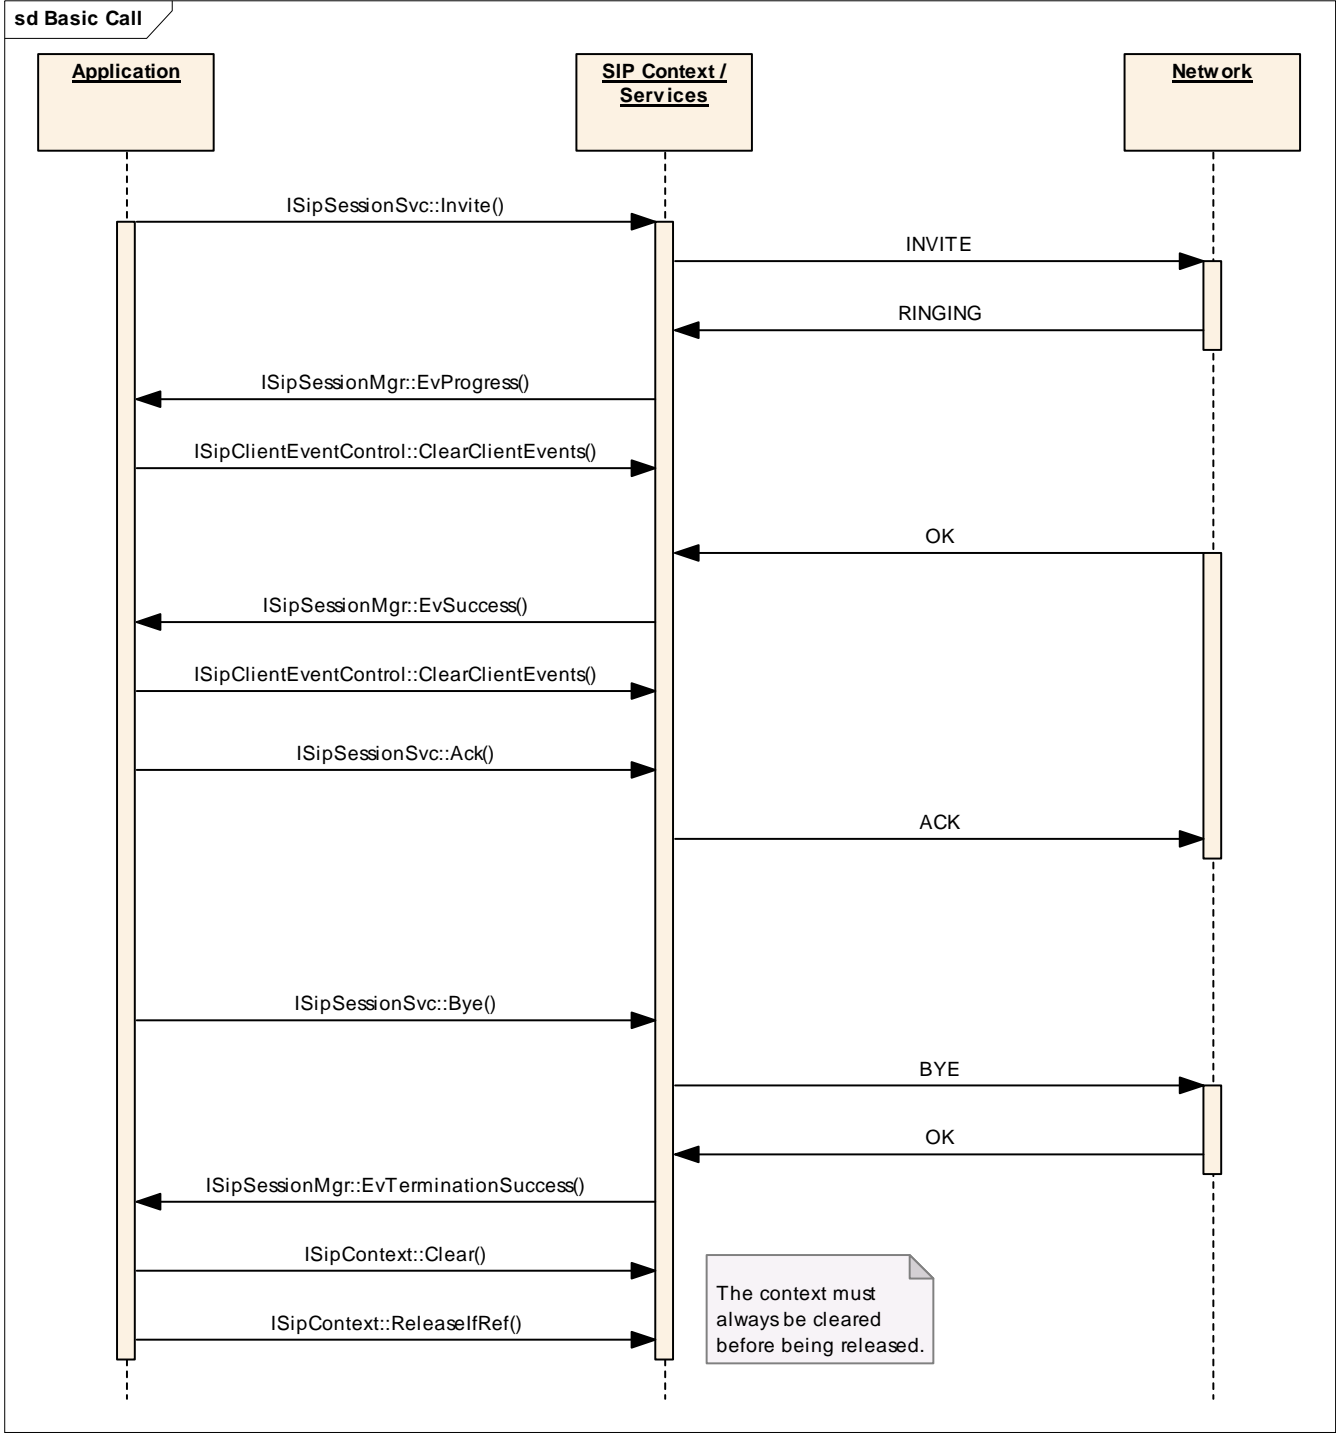 sd Basic Call
Application
SIP Context /
Services
Network
ISipSessionSvc::Invite()
INVITE
RINGING
ISipSessionMgr::EvProgress()
ISipClientEventControl::ClearClientEvents()
OK
ISipSessionMgr::EvSuccess()
ISipClientEventControl::ClearClientEvents()
ISipSessionSvc::Ack()
ACK
ISipSessionSvc::Bye()
BYE
OK
ISipSessionMgr::EvTerminationSuccess()
ISipContext::Clear()
ISipContext::ReleaseIfRef()
The context must
always be cleared
before being released.